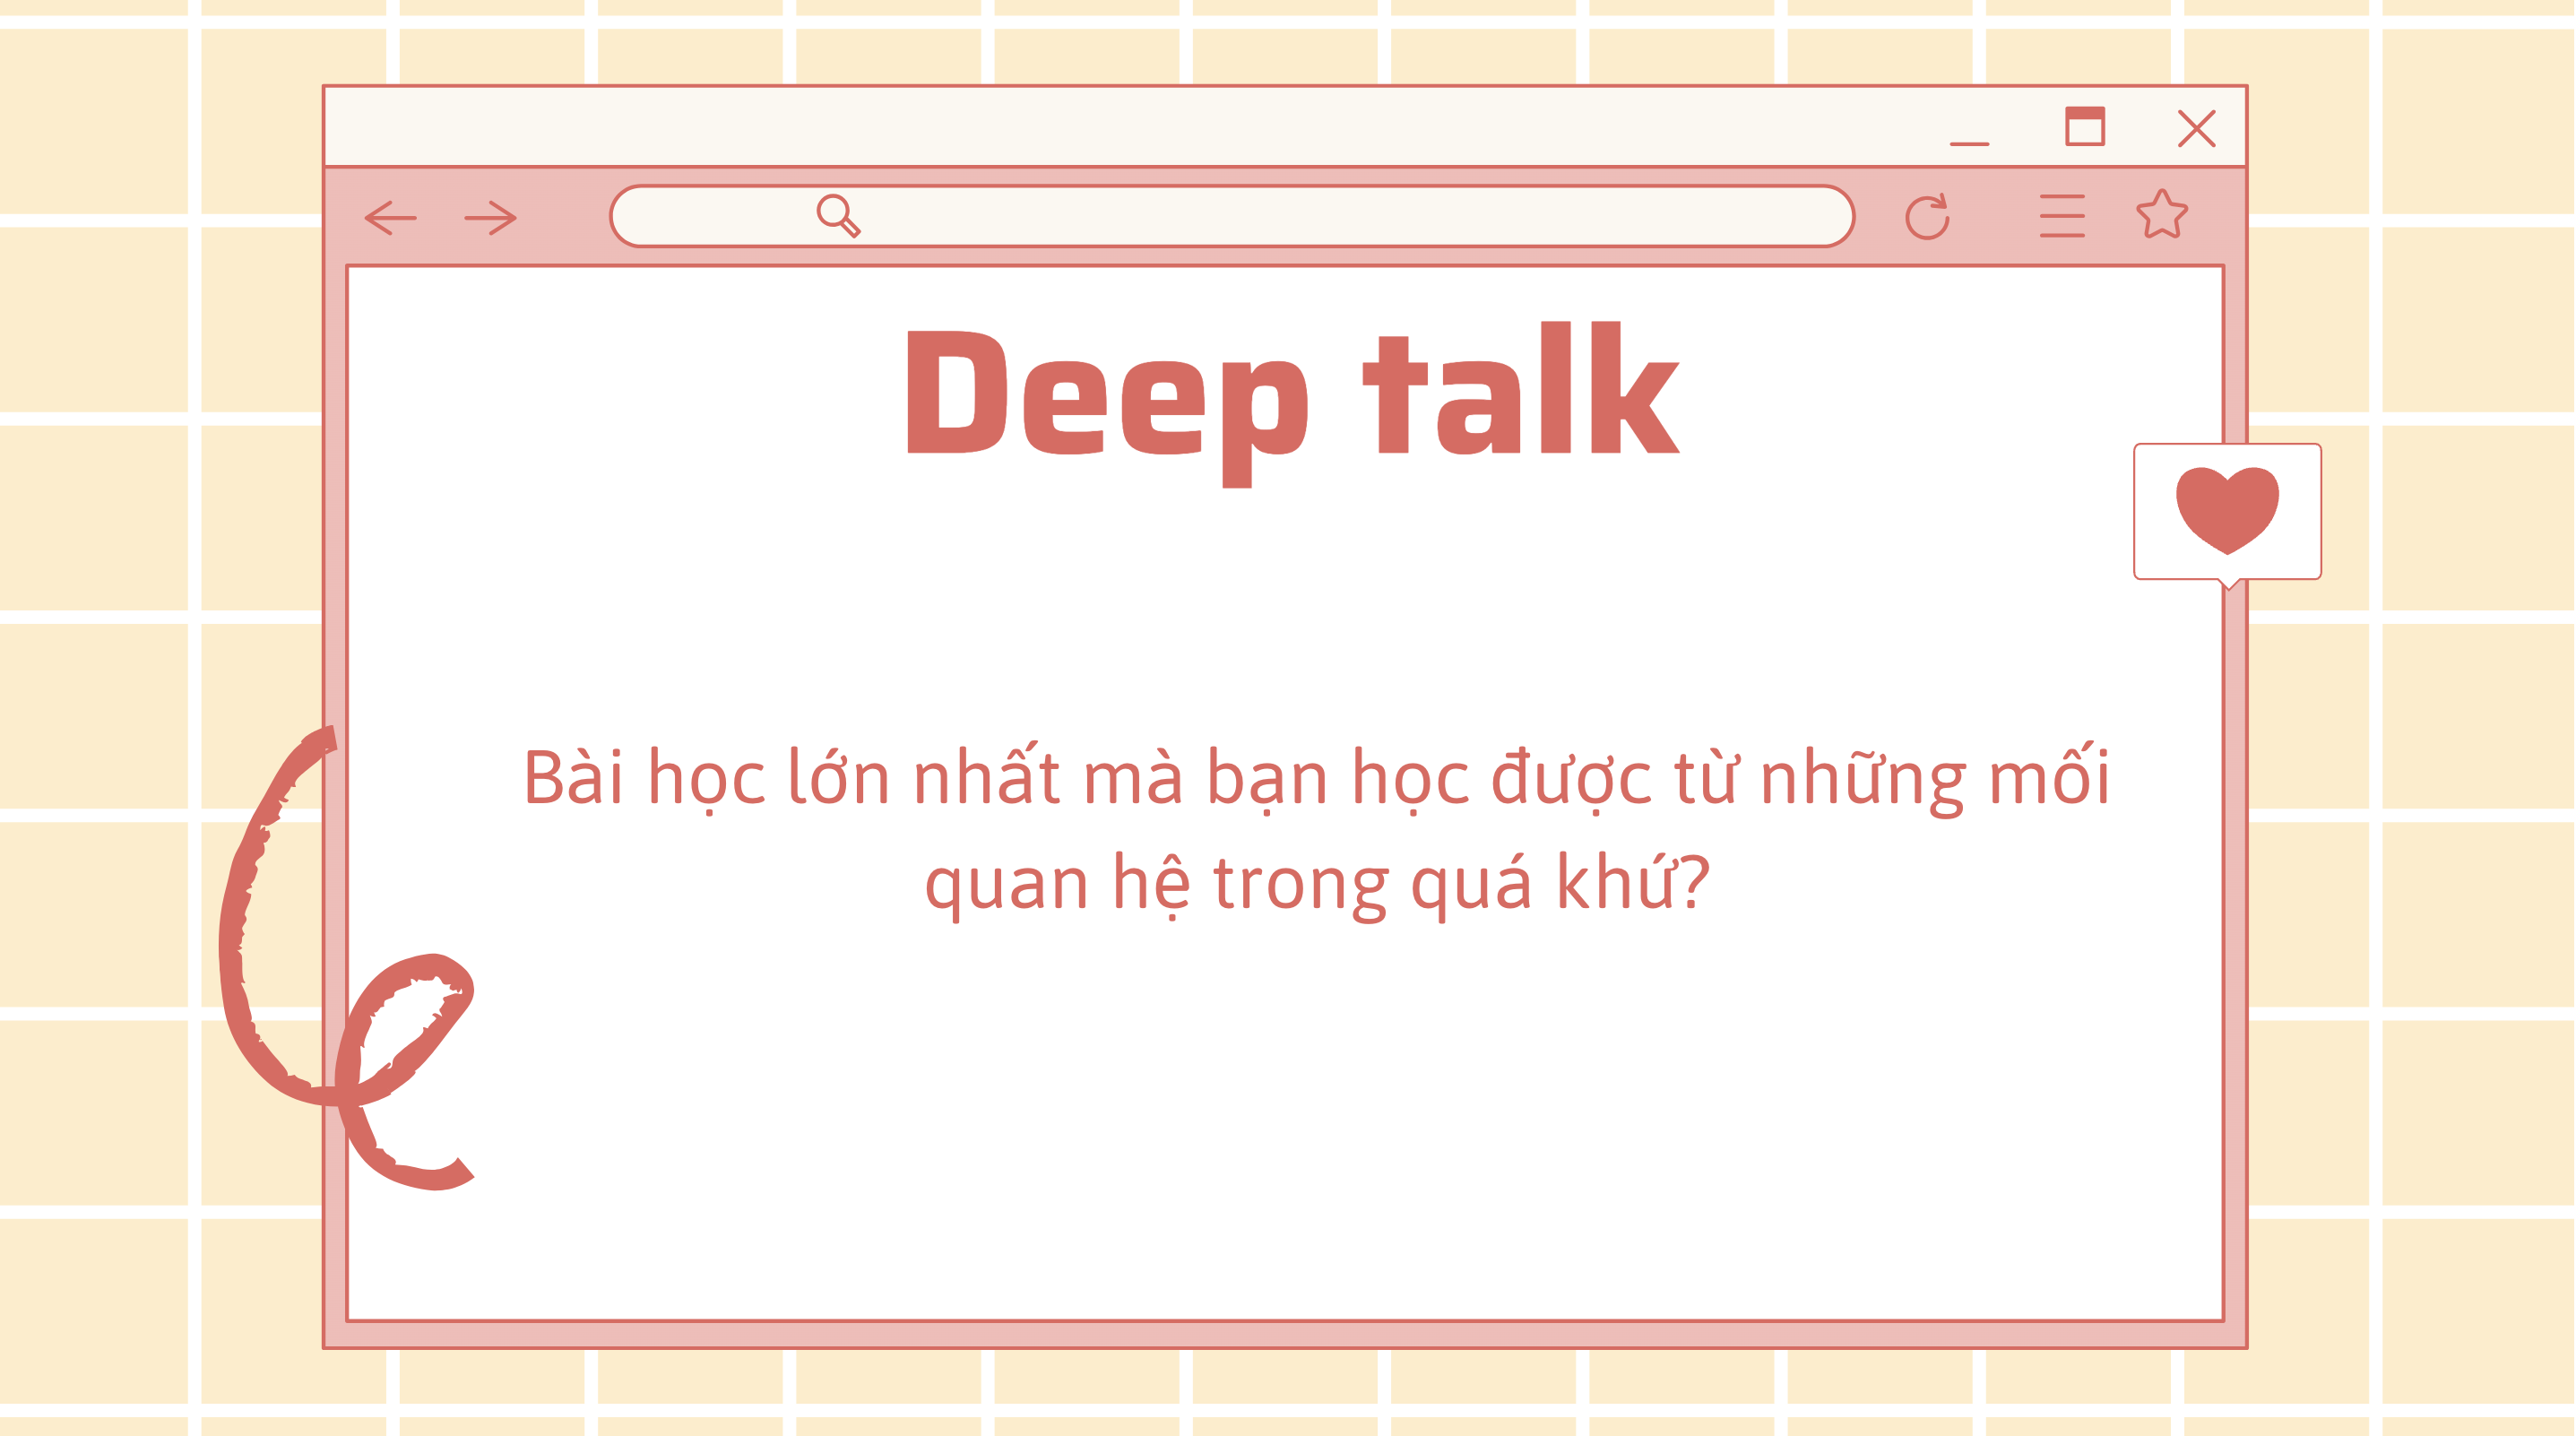 Deep talk
Bài học lớn nhất mà bạn học được từ những mối
quan hệ trong quá khứ?